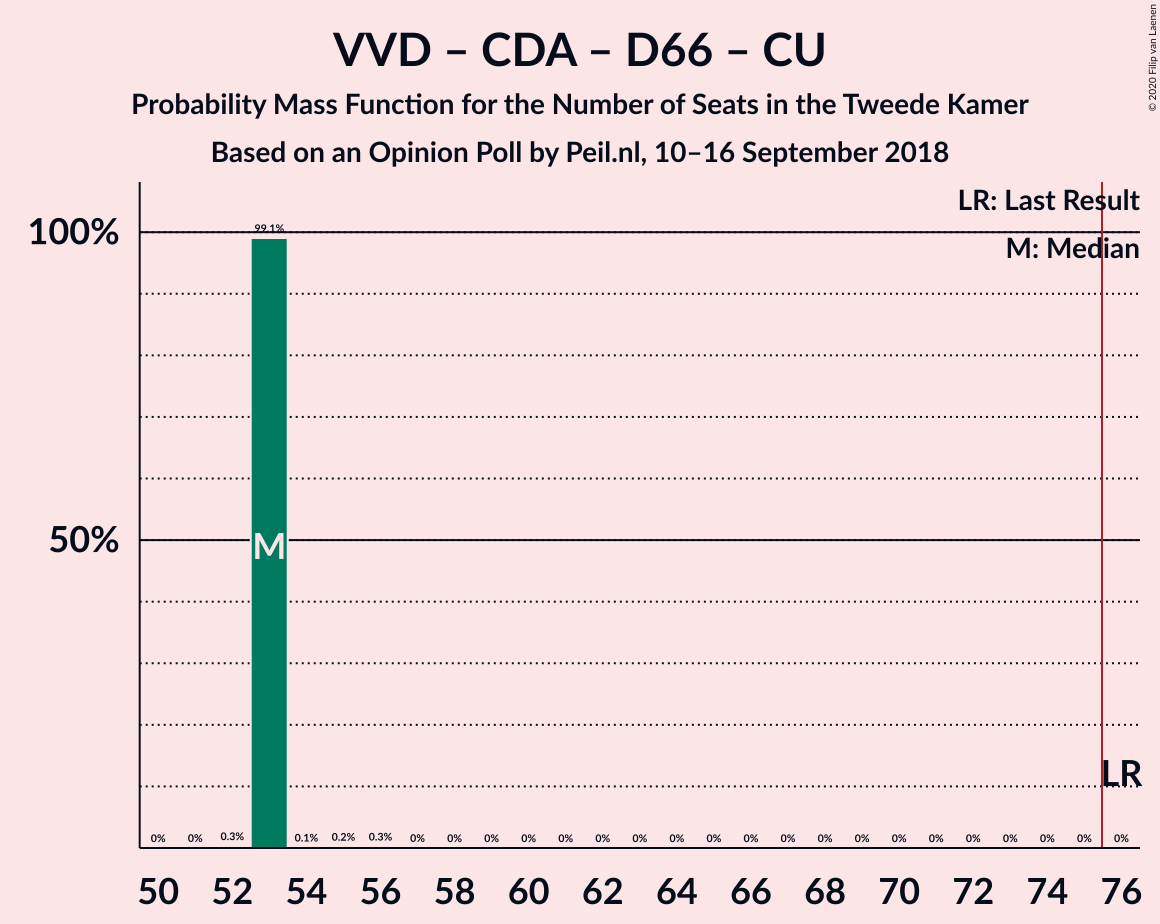 VVD – CDA – D66 – CU
Probability Mass Function for the Number of Seats in the Tweede Kamer
Based on an Opinion Poll by Peil.nl, 10–16 September 2018
© 2020 Filip van Laenen
LR: Last Result
M: Median
100%
99.1%
50%
M
LR
0% 0% 0.3% 0.1% 0.2% 0.3% 0% 0% 0% 0% 0% 0% 0% 0% 0% 0% 0% 0% 0% 0% 0% 0% 0% 0% 0% 0%
50 52 54 56 58 60 62 64 66 68 70 72 74 76